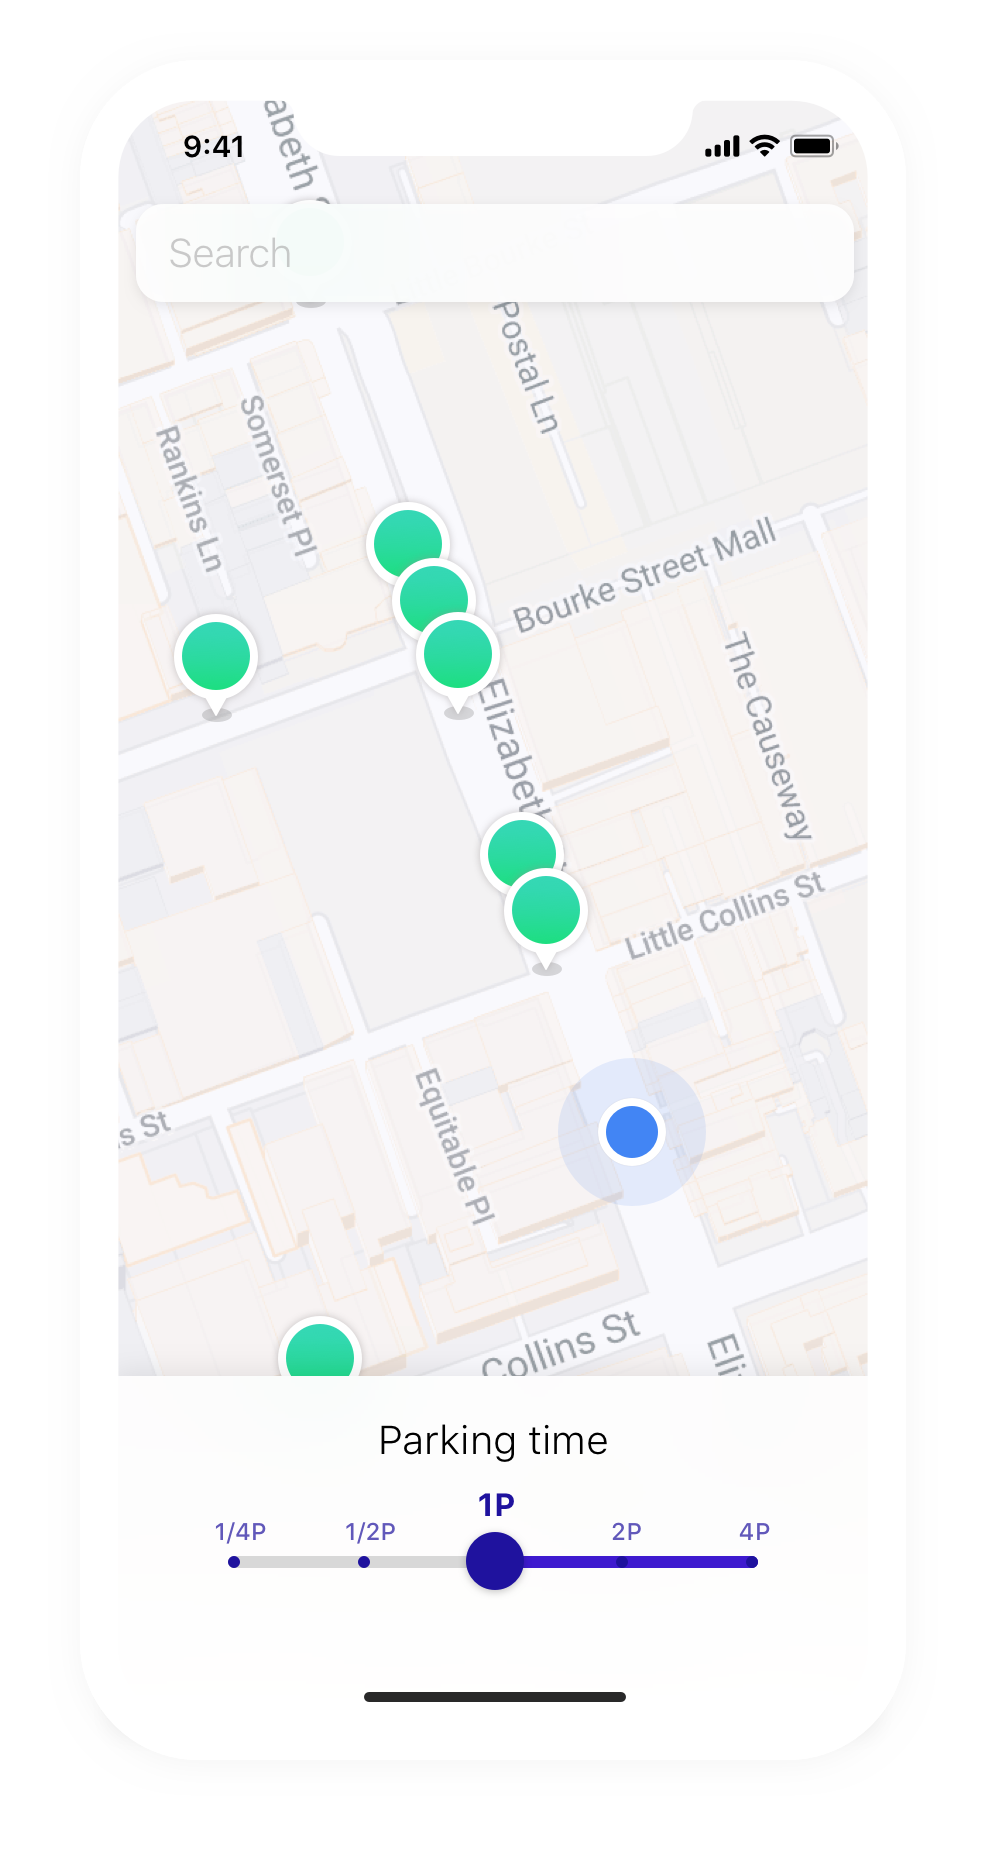 9:41
abeth
Search
Postal Ln
Somerset Pl
Rankins Ln
Bourke Street Mall
The Causeway
Elizabeth
Little Collins St
Equitable Pl
s St
Collins St
Eli
Parking time
1P
1/4P 1/2P 2P 4P